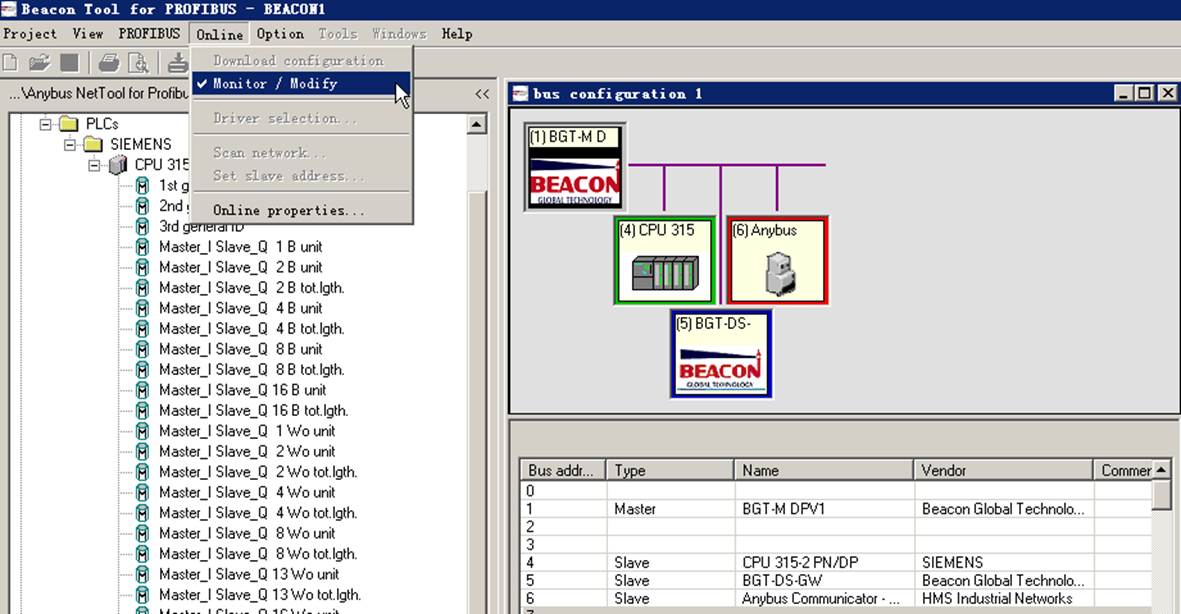 Beacon Tool for PROFIBUS - BEACON1
Project View PROFIBUS Online Option Tools Windows Help
Download configuration
Monitor / Modify
Driver selection...
Scan network...
Set slave address...
Online properties...
...\Anybus NetTool for Profibu
<<
PLCs
SIEMENS
CPU 315
1st g
2nd
3rd general ID
Master_I Slave_Q 1 B unit
Master_I Slave_Q 2 B unit
Master_I Slave_Q 2 B tot.lgth.
Master_I Slave_Q 4 B unit
Master_I Slave_Q 4 B tot.lgth.
Master_I Slave_Q 8 B unit
Master_I Slave_Q 8 B tot.lgth.
Master_I Slave_Q 16 B unit
Master_I Slave_Q 16 B tot.lgth.
Master_I Slave_Q 1 Wo unit
Master_I Slave_Q 2 Wo unit
Master_I Slave_Q 2 Wo tot.lgth.
Master_I Slave_Q 4 Wo unit
Master_I Slave_Q 4 Wo tot.lgth.
Master_I Slave_Q 8 Wo unit
Master_I Slave_Q 8 Wo tot.lgth.
Master_I Slave_Q 13 Wo unit
Master_I Slave_Q 13 Wo tot.lgth.
Master_I Slave_Q 16 Wo unit
bus configuration 1
(1) BGT-M D
BEACON
GLOBAL TECHNOLOGY
(4) CPU 315
(6) Anybus
(5) BGT-DS-
BEACON
GLOBAL TECHNOLOGY
Bus addr... Type Name Vendor Commer
0
1 Master BGT-M DPV1 Beacon Global Technolo...
2
3
4 Slave CPU 315-2 PN/DP SIEMENS
5 Slave BGT-DS-GW Beacon Global Technolo...
6 Slave Anybus Communicator - ... HMS Industrial Networks
7